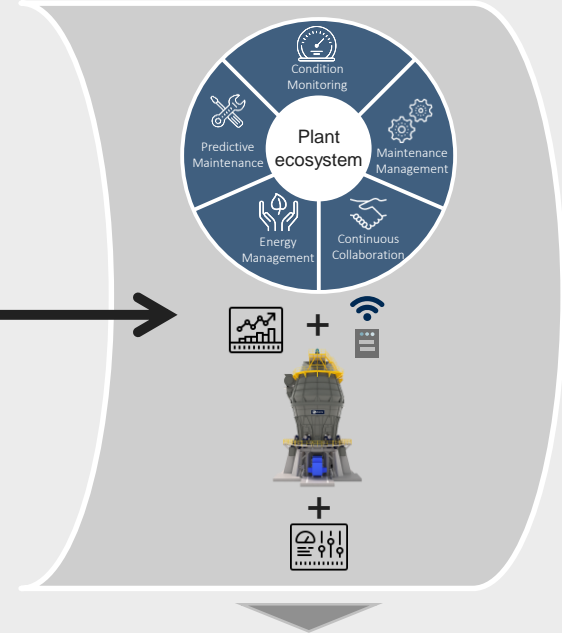 Condition
Monitoring
Predictive
Maintenance
Plant
ecosystem
Maintenance
Management
Energy
Management
Continuous
Collaboration
+
+